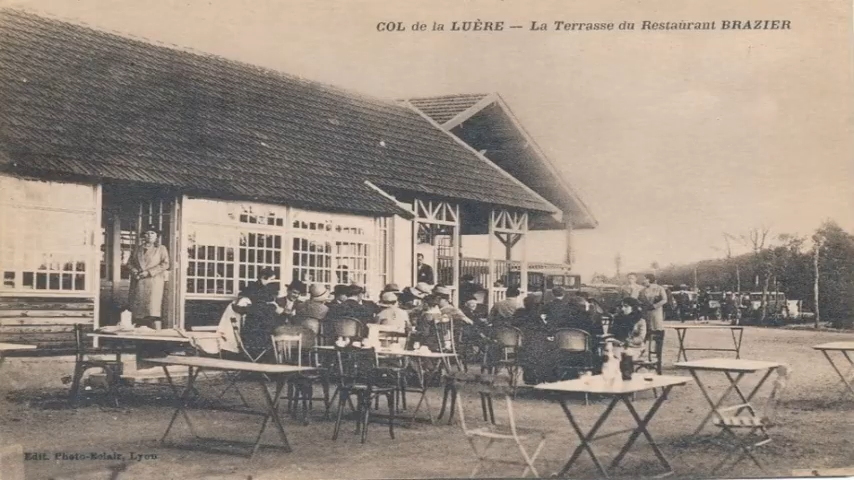 COL de la LUÈRE — La Terrasse du Restaurant BRAZIER
Edit. Photo-Eclair, Lyon